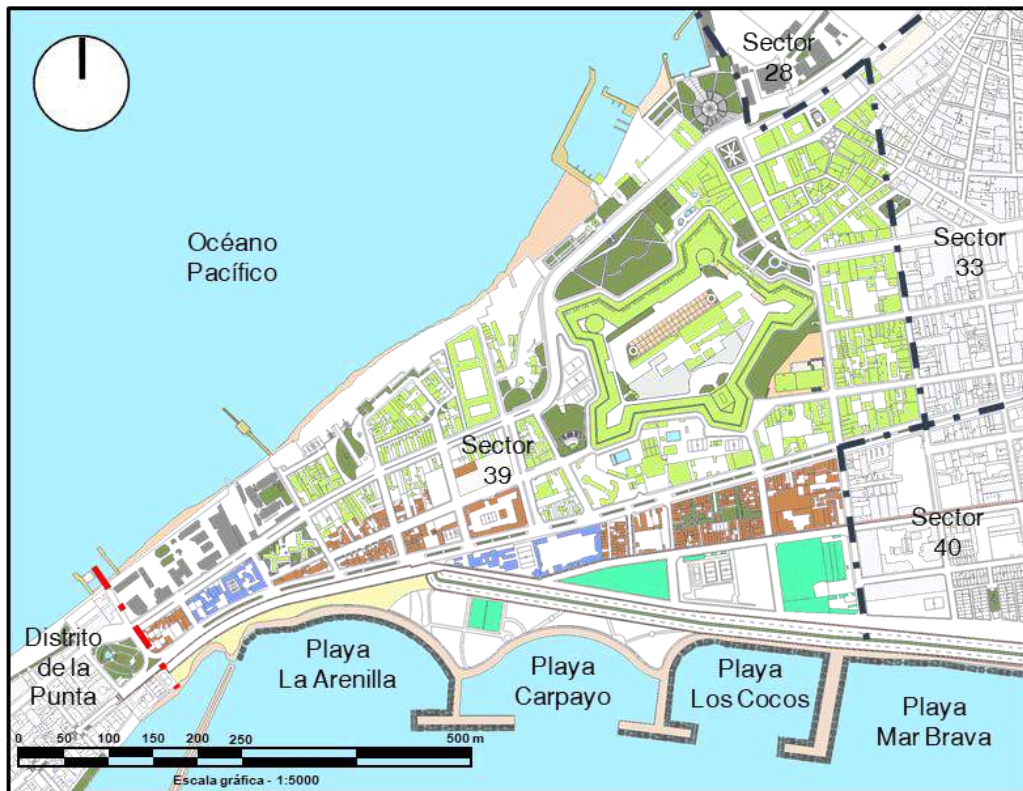 Sector
28
Océano
Pacífico
Sector
33
Sector
39
Sector
40
Distrito
de la
Punta
Playa
La Arenilla
Playa
Carpayo
Playa
Los Cocos
Playa
Mar Brava
0 50 100 150 200 250 500 m
Escala gráfica - 1:5000